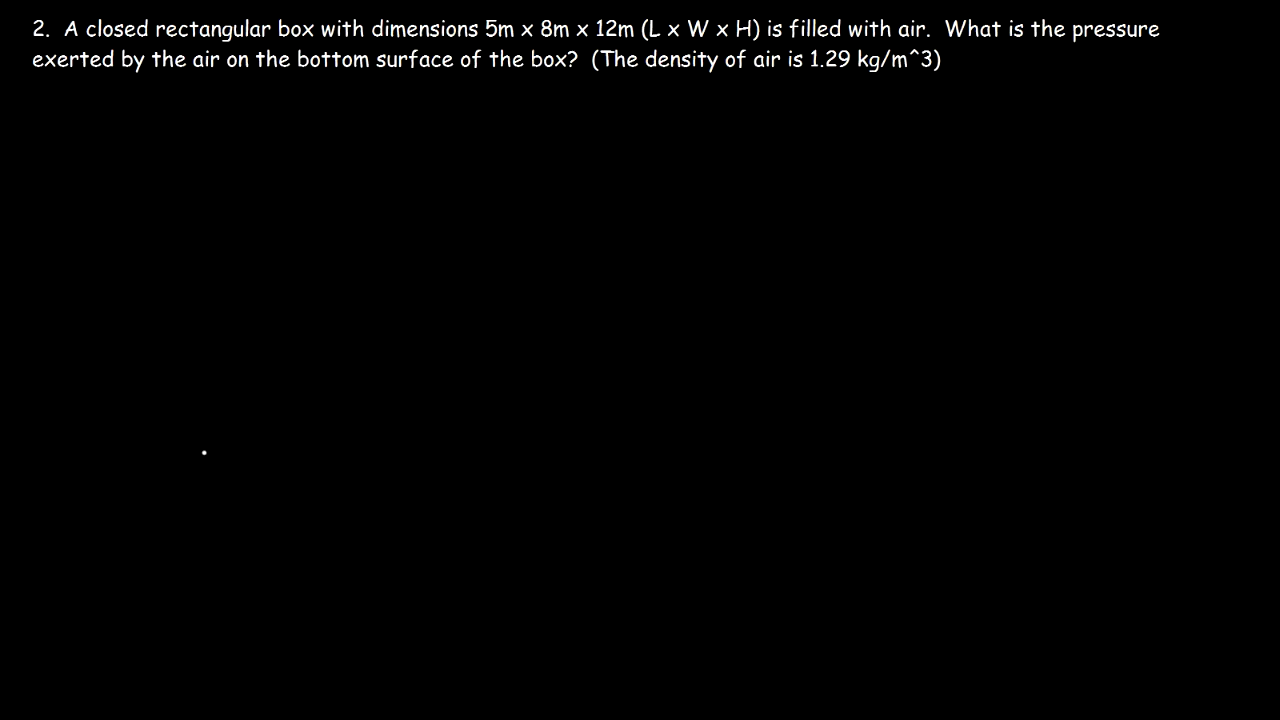 2.  A closed rectangular box with dimensions 5m x 8m x 12m (L x W x H) is filled with air.  What is the pressure
exerted by the air on the bottom surface of the box?  (The density of air is 1.29 kg/m^3)